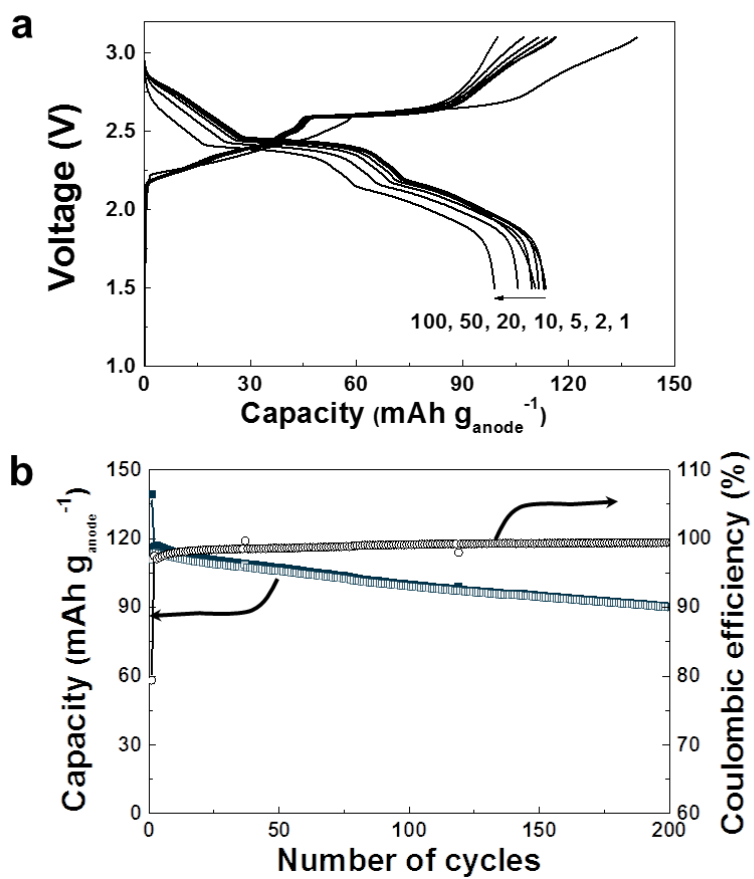 a
Voltage (V)
3.0
2.5
2.0
1.5
1.0
100, 50, 20, 10, 5, 2, 1
0 30 60 90 120 150
Capacity (mAh g_anode^-1)
b
Capacity (mAh g_anode^-1)
150
120
90
60
30
0
110
100
90
80
70
60
Coulombic efficiency (%)
0 50 100 150 200
Number of cycles